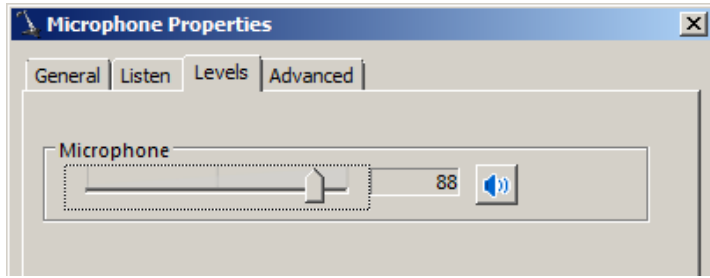 Microphone Properties
General Listen Levels Advanced
Microphone
88